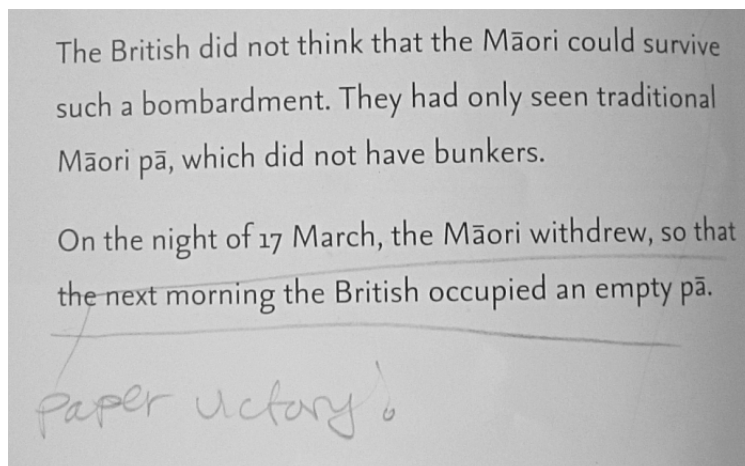 The British did not think that the Māori could survive
such a bombardment. They had only seen traditional
Māori pā, which did not have bunkers.
On the night of 17 March, the Māori withdrew, so that
the next morning the British occupied an empty pā.
paper victory!